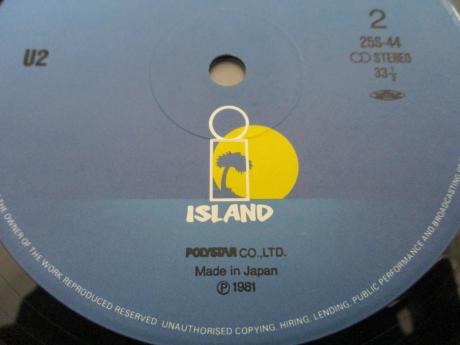 U2
2
25S-44
STEREO
33⅓
ISLAND
POLYSTAR CO.,LTD.
Made in Japan
Ⓟ 1981
THE OWNER OF THE WORK REPRODUCED RESERVED UNAUTHORISED COPYING, HIRING, LENDING, PUBLIC PERFORMANCE AND BROADCASTING